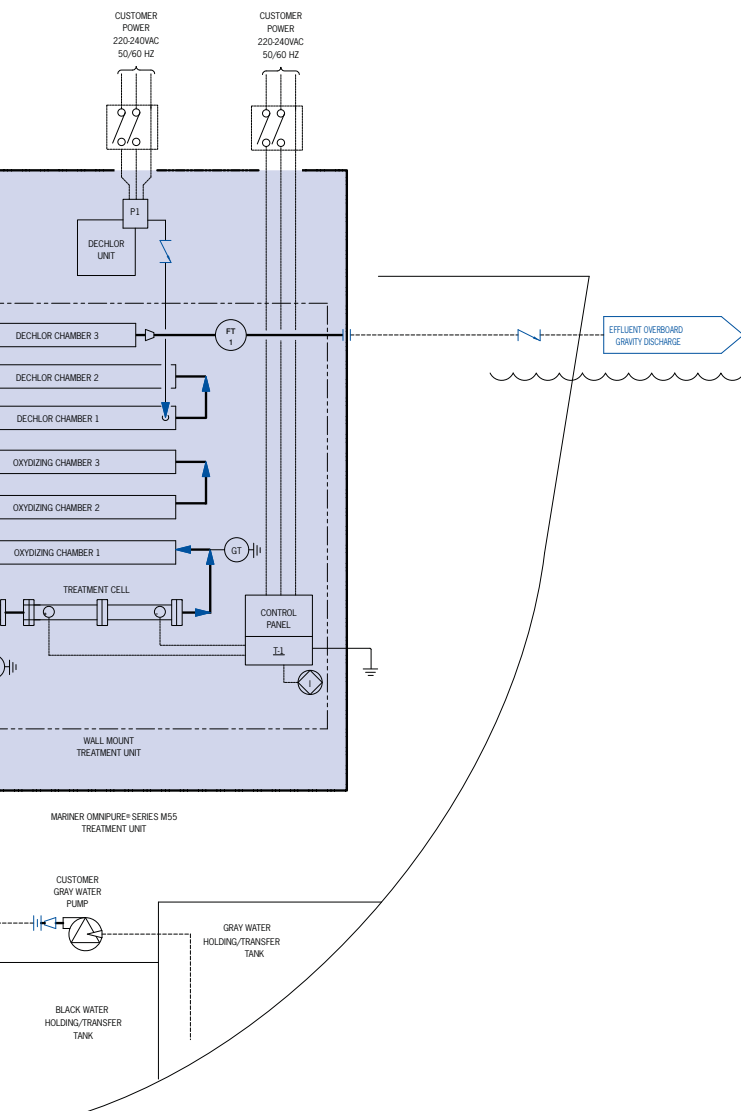 CUSTOMER
POWER
220-240VAC
50/60 HZ
CUSTOMER
POWER
220-240VAC
50/60 HZ
P1
DECHLOR
UNIT
DECHLOR CHAMBER 3
FT
1
EFFLUENT OVERBOARD
GRAVITY DISCHARGE
DECHLOR CHAMBER 2
DECHLOR CHAMBER 1
OXYDIZING CHAMBER 3
OXYDIZING CHAMBER 2
OXYDIZING CHAMBER 1
GT
TREATMENT CELL
CONTROL
PANEL
T-1
I
WALL MOUNT
TREATMENT UNIT
MARINER OMNIPURE® SERIES M55
TREATMENT UNIT
CUSTOMER
GRAY WATER
PUMP
GRAY WATER
HOLDING/TRANSFER
TANK
BLACK WATER
HOLDING/TRANSFER
TANK